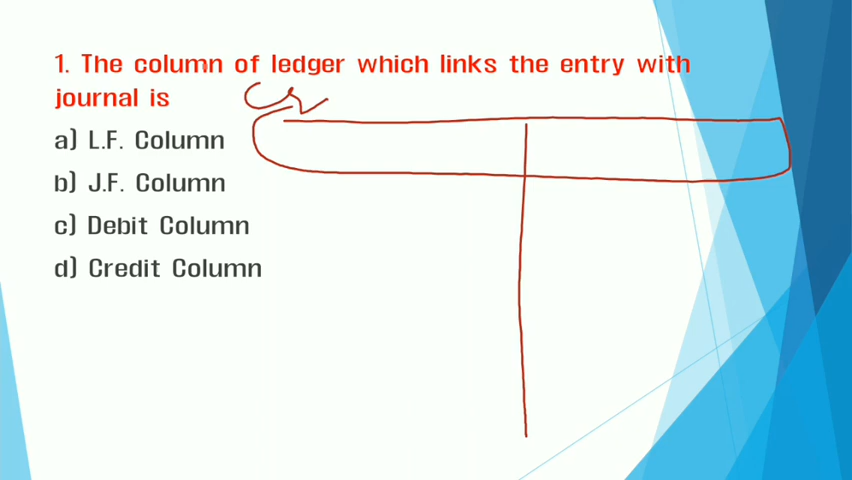 1. The column of ledger which links the entry with
journal is
a) L.F. Column
b) J.F. Column
c) Debit Column
d) Credit Column